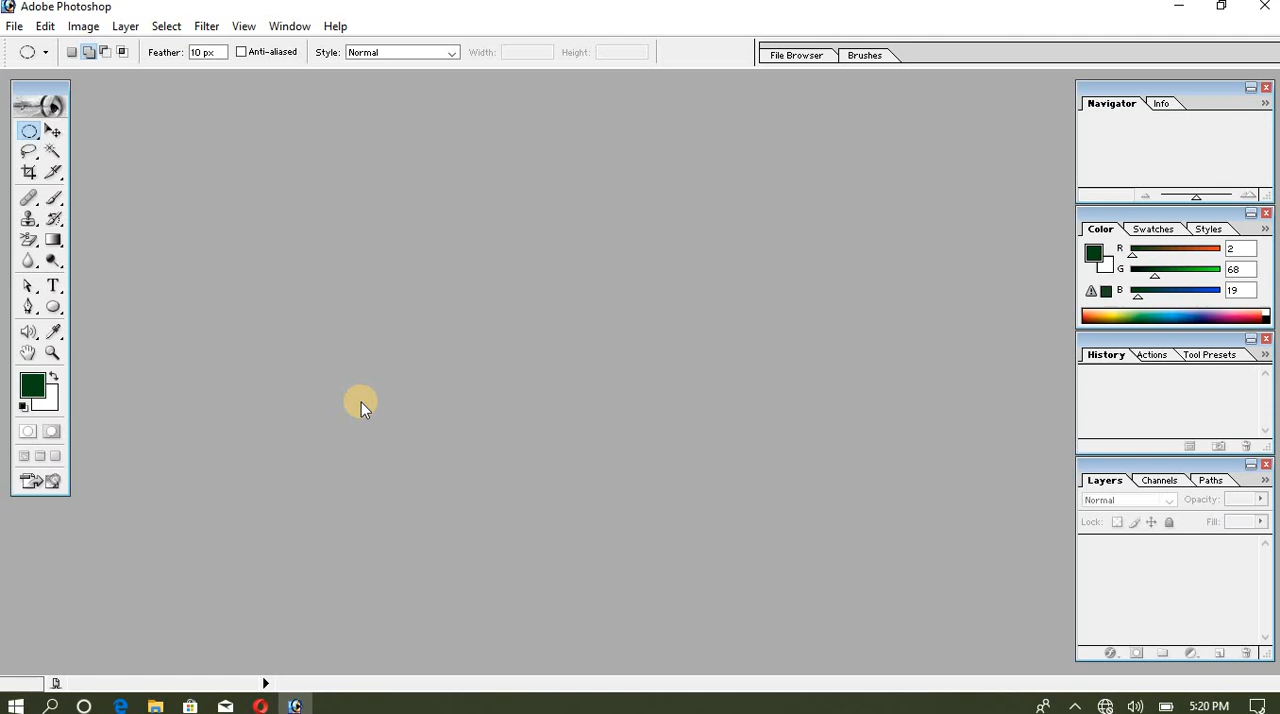 Adobe Photoshop
File Edit Image Layer Select Filter View Window Help
Feather: 10 px Anti-aliased Style: Normal Width: Height: File Browser Brushes
Navigator Info
Color Swatches Styles
R 2
G 68
B 19
History Actions Tool Presets
Layers Channels Paths
Normal Opacity:
Lock: Fill:
5:20 PM